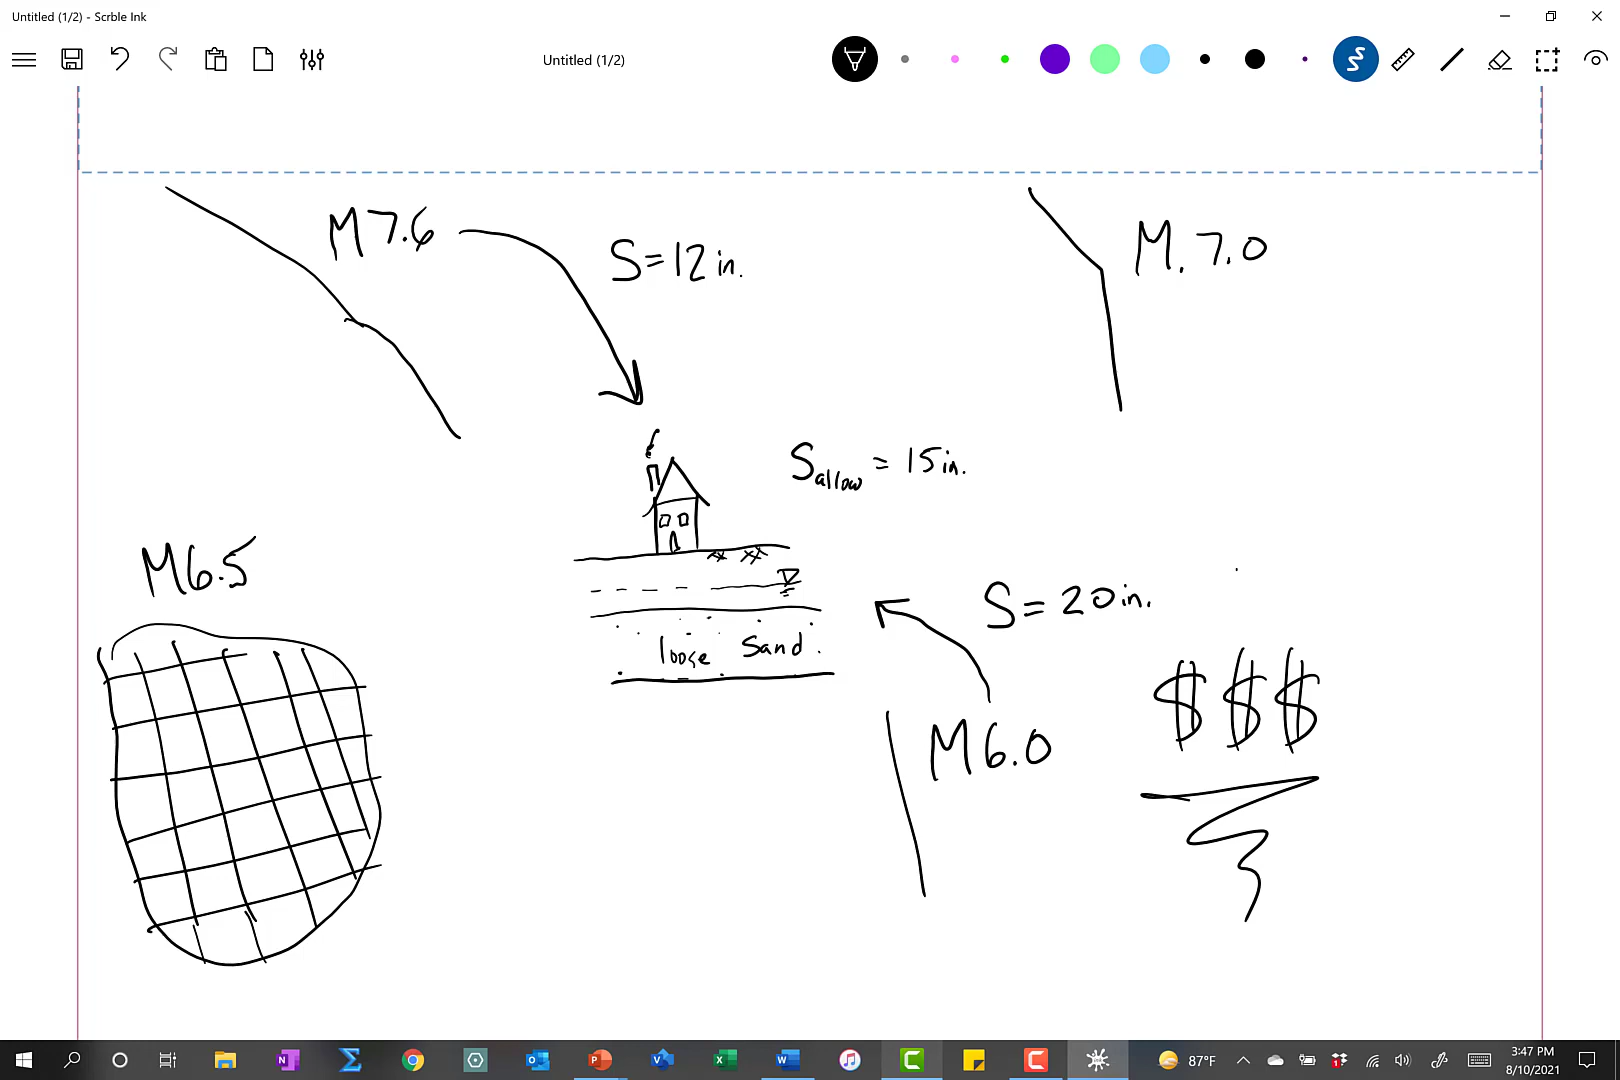 Untitled (1/2) - Scrble Ink
Untitled (1/2)
M7.6
S=12 in.
M.7.0
Sallow = 15 in.
M6.5
S= 20 in.
loose Sand.
M6.0
$$$
87°F
3:47 PM
8/10/2021